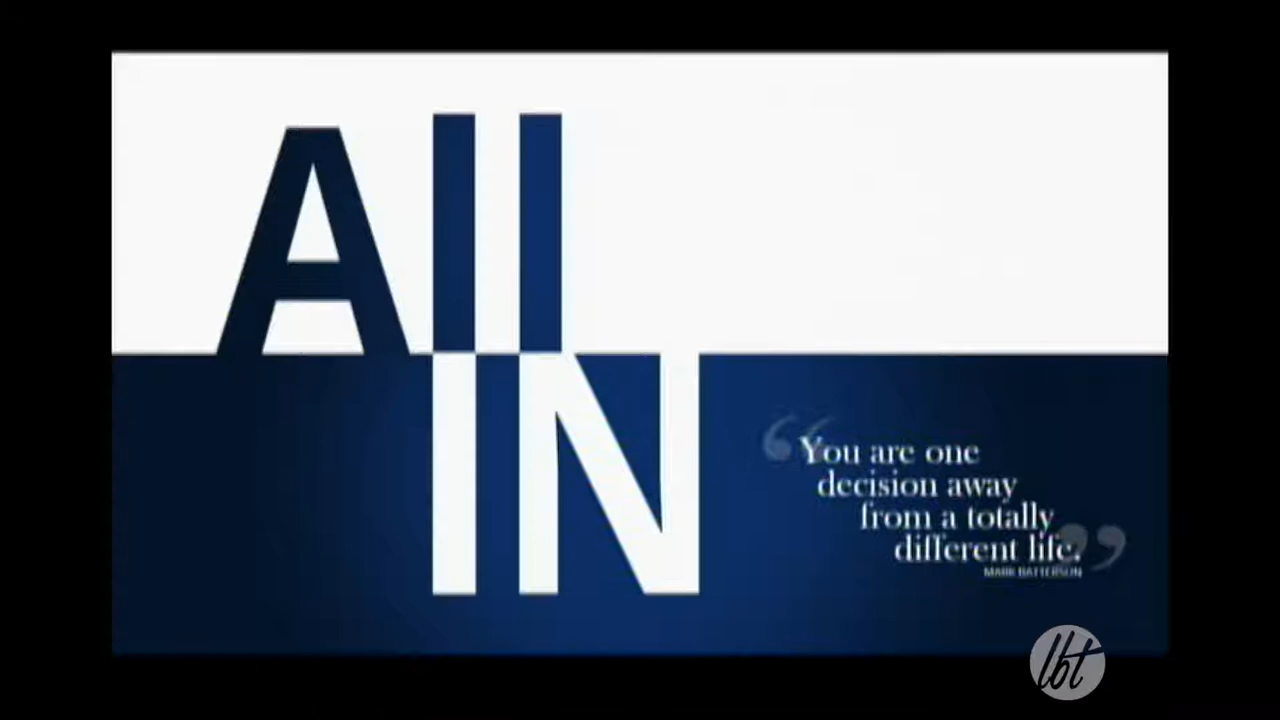 All
IN
“You are one
decision away
from a totally
different life.”
MARK BATTERSON
lbt